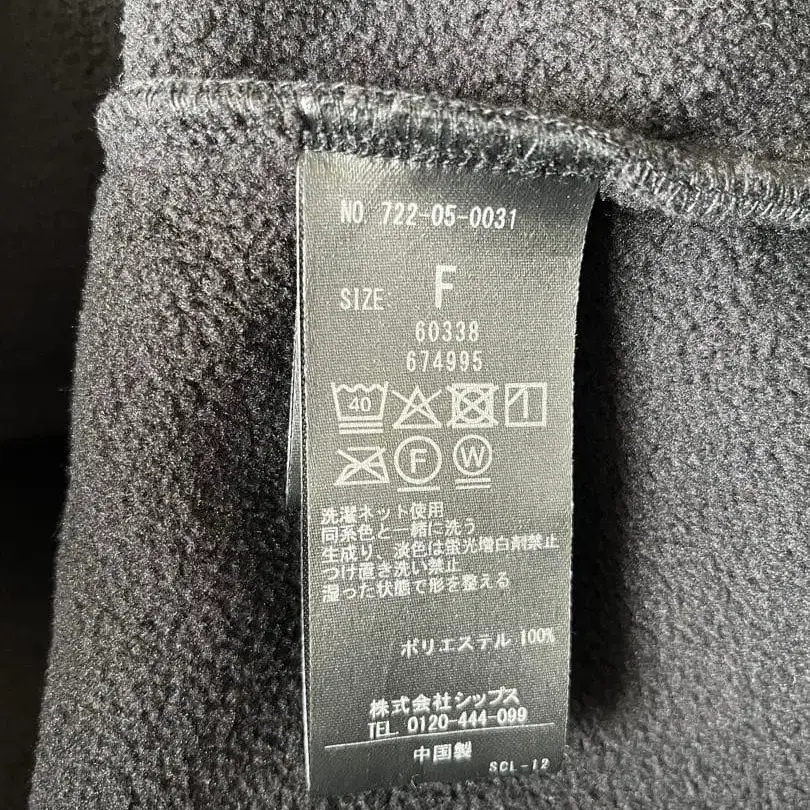 NO. 722-05-0031
SIZE F
60338
674995
40
F W
洗濯ネット使用
同系色と一緒に洗う
生成り、淡色は蛍光増白剤禁止
つけ置き洗い禁止
湿った状態で形を整える
ポリエステル 100%
株式会社シップス
TEL 0120-444-099
中国製
SCL-12